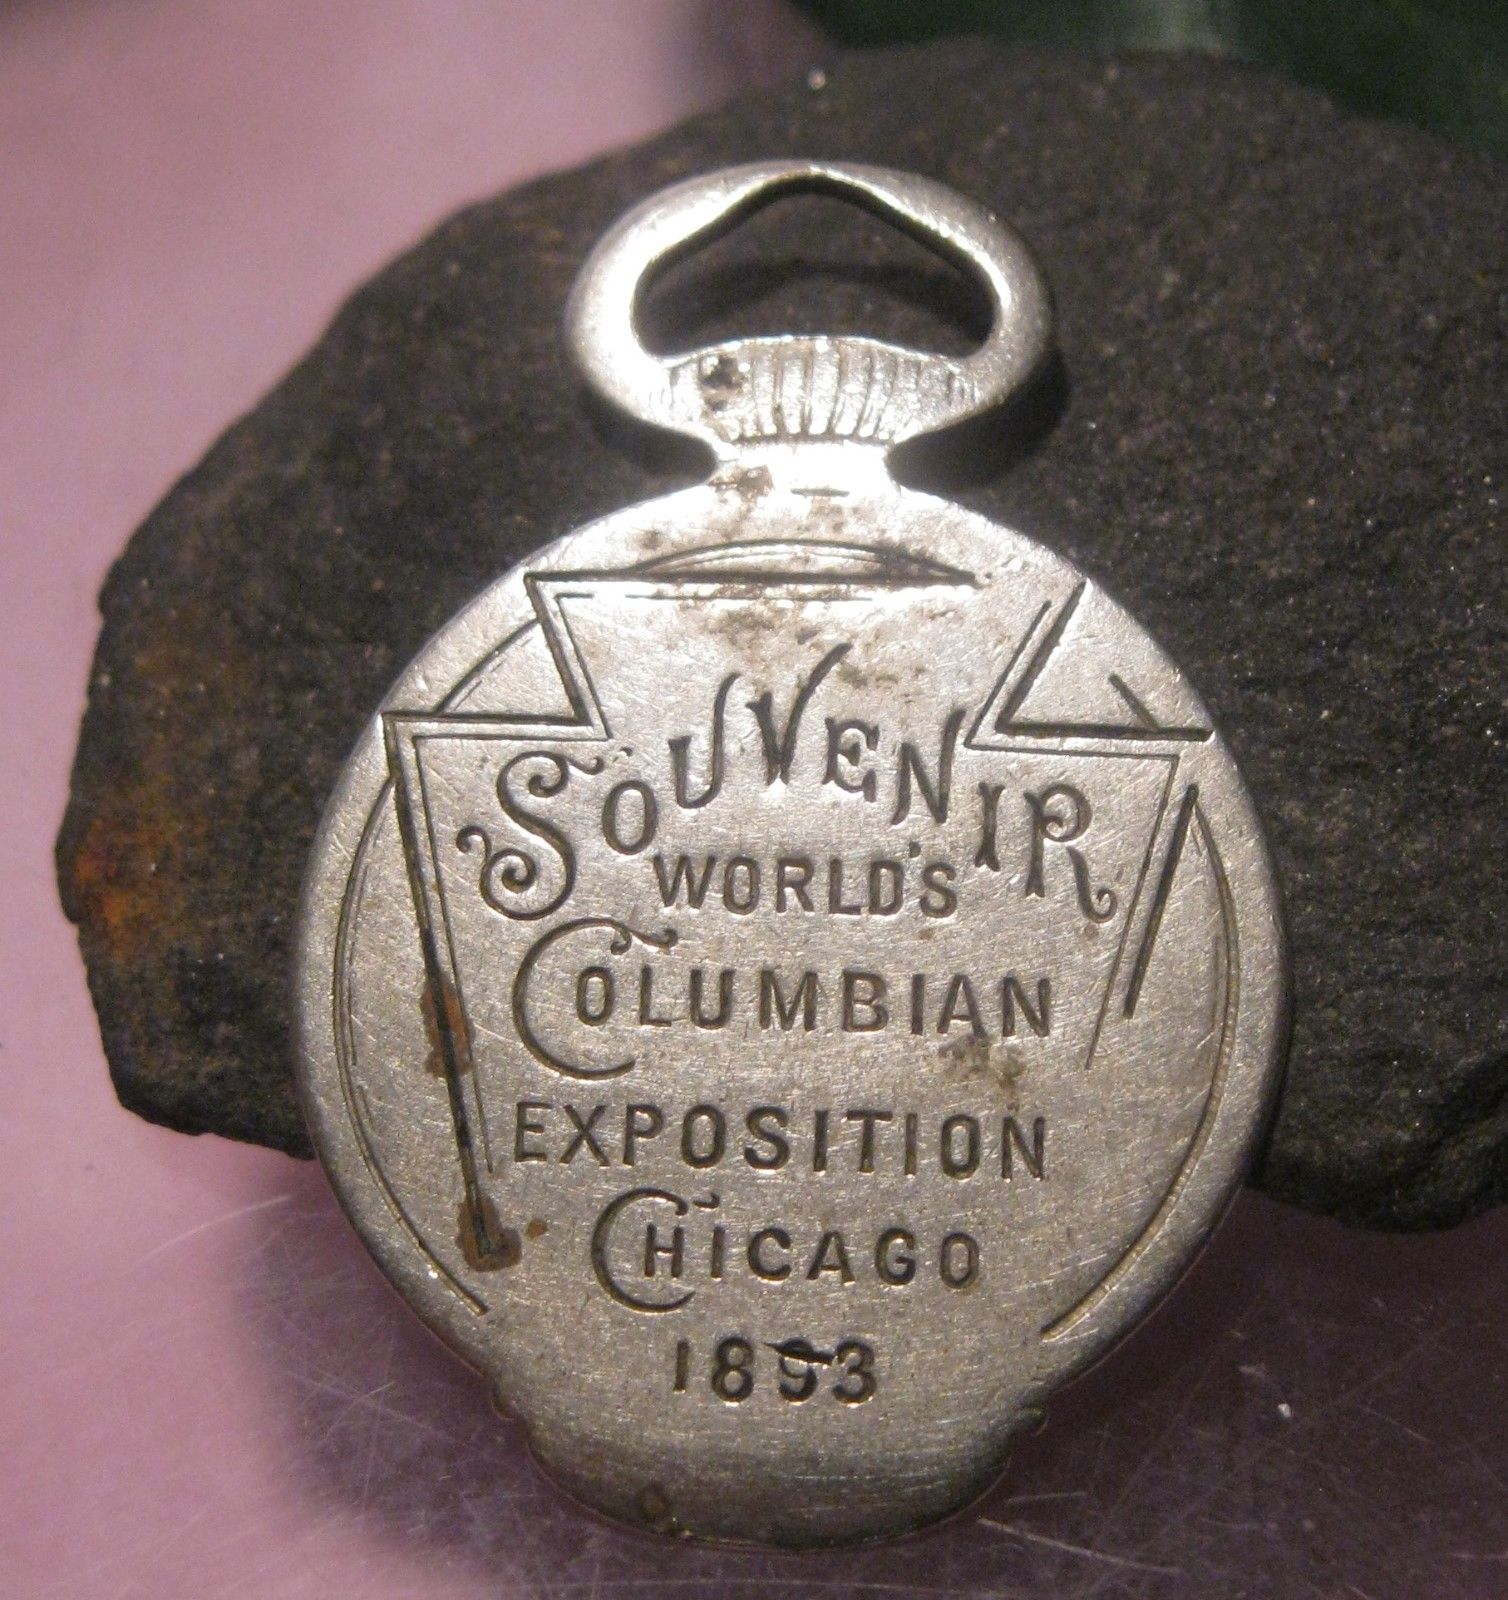 SOUVENIR
WORLD'S
COLUMBIAN
EXPOSITION
CHICAGO
1893